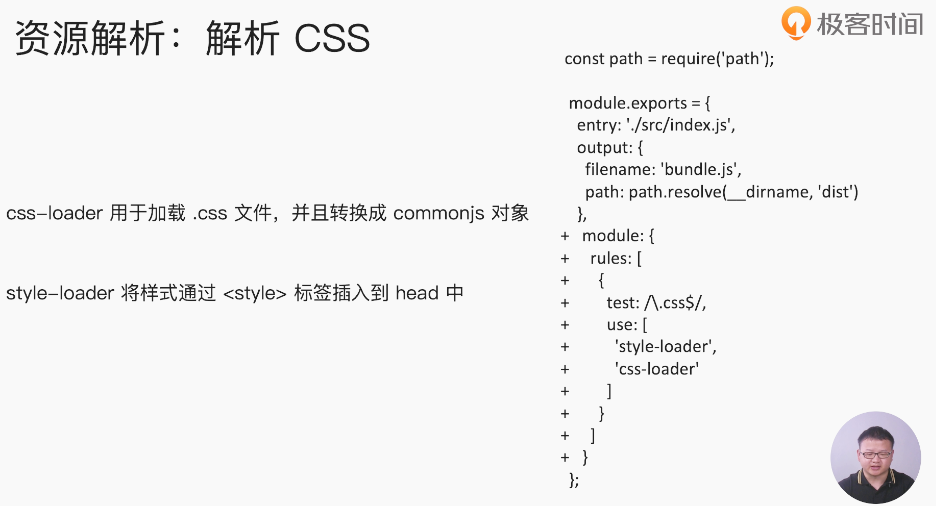 资源解析：解析 CSS
极客时间
css-loader 用于加载 .css 文件，并且转换成 commonjs 对象
style-loader 将样式通过 <style> 标签插入到 head 中
const path = require('path');
module.exports = {
entry: './src/index.js',
output: {
filename: 'bundle.js',
path: path.resolve(__dirname, 'dist')
},
+ module: {
+ rules: [
+ {
+ test: /\.css$/,
+ use: [
+ 'style-loader',
+ 'css-loader'
+ ]
+ }
+ ]
+ }
};